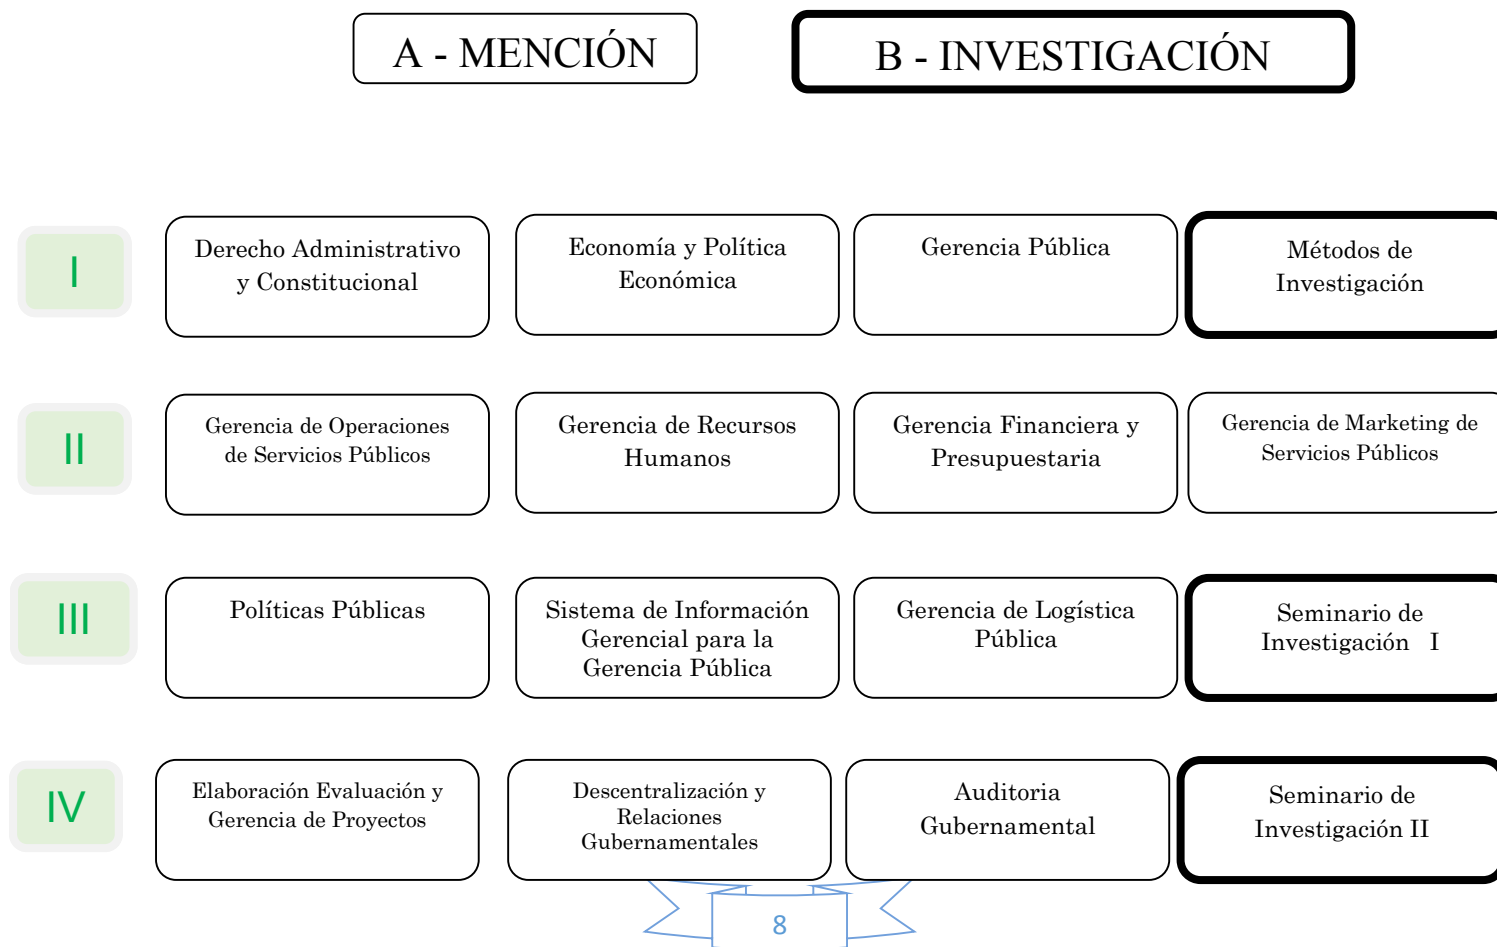 A - MENCIÓN
B - INVESTIGACIÓN
I
Derecho Administrativo
y Constitucional
Economía y Política
Económica
Gerencia Pública
Métodos de
Investigación
II
Gerencia de Operaciones
de Servicios Públicos
Gerencia de Recursos
Humanos
Gerencia Financiera y
Presupuestaria
Gerencia de Marketing de
Servicios Públicos
III
Políticas Públicas
Sistema de Información
Gerencial para la
Gerencia Pública
Gerencia de Logística
Pública
Seminario de
Investigación I
IV
Elaboración Evaluación y
Gerencia de Proyectos
Descentralización y
Relaciones
Gubernamentales
Auditoria
Gubernamental
Seminario de
Investigación II
8